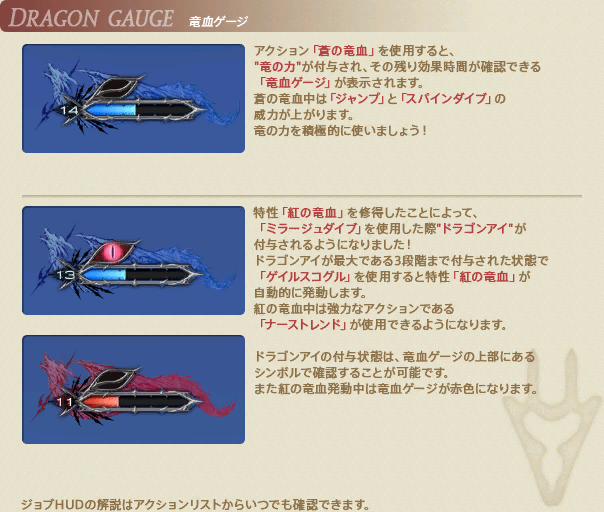 DRAGON GAUGE 竜血ゲージ
アクション「蒼の竜血」を使用すると、
"竜の力"が付与され、その残り効果時間が確認できる
「竜血ゲージ」が表示されます。
蒼の竜血中は「ジャンプ」と「スパインダイブ」の
威力が上がります。
竜の力を積極的に使いましょう！
14
特性「紅の竜血」を修得したことによって、
「ミラージュダイブ」を使用した際"ドラゴンアイ"が
付与されるようになりました！
ドラゴンアイが最大である3段階まで付与された状態で
「ゲイルスコグル」を使用すると特性「紅の竜血」が
自動的に発動します。
紅の竜血中は強力なアクションである
「ナーストレンド」が使用できるようになります。
13
ドラゴンアイの付与状態は、竜血ゲージの上部にある
シンボルで確認することが可能です。
また紅の竜血発動中は竜血ゲージが赤色になります。
11
ジョブHUDの解説はアクションリストからいつでも確認できます。